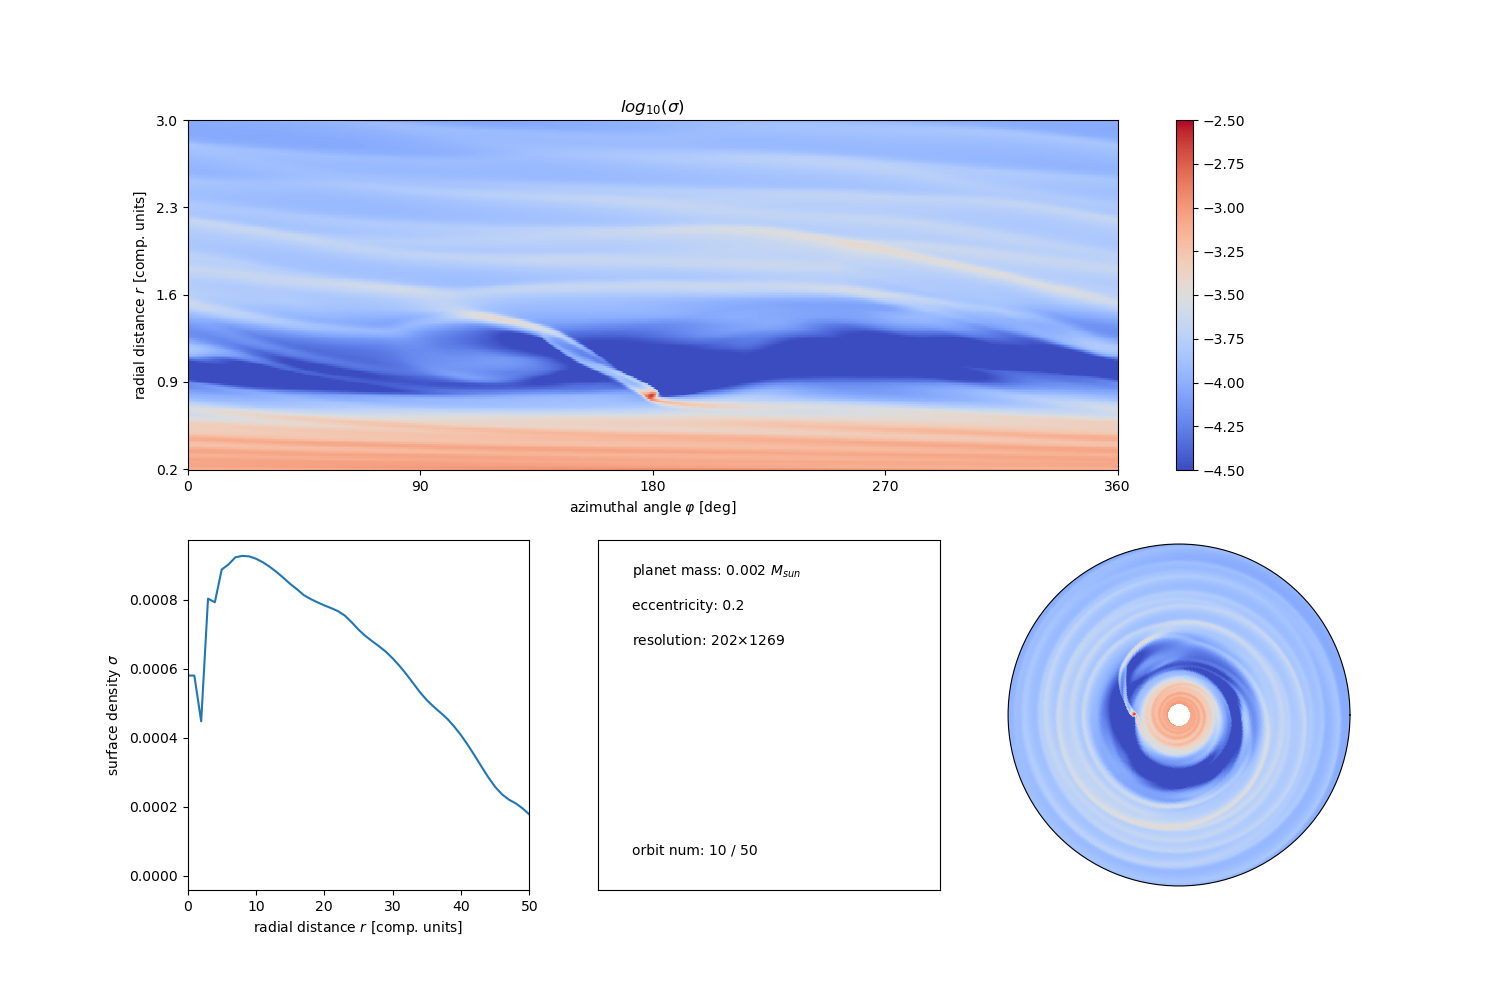 log10(σ)
3.0
2.3
1.6
0.9
0.2
radial distance r [comp. units]
0 90 180 270 360
azimuthal angle φ [deg]
−2.50
−2.75
−3.00
−3.25
−3.50
−3.75
−4.00
−4.25
−4.50
0.0008
0.0006
0.0004
0.0002
0.0000
surface density σ
0 10 20 30 40 50
radial distance r [comp. units]
planet mass: 0.002 Msun
eccentricity: 0.2
resolution: 202×1269
orbit num: 10 / 50